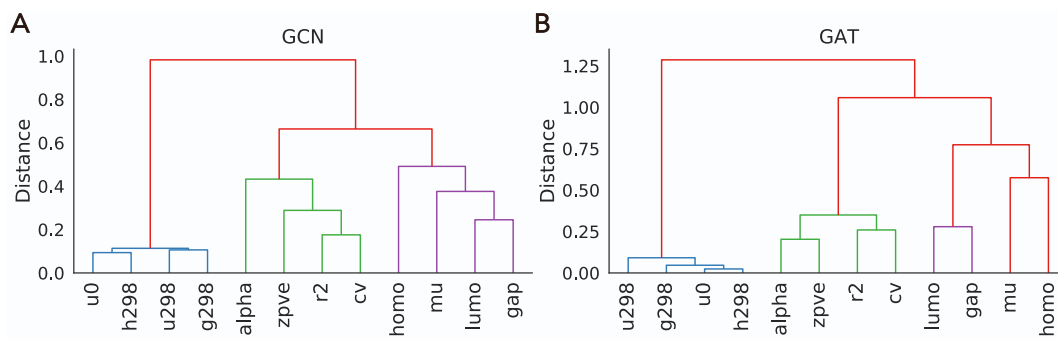 A
GCN
Distance
1.0
0.8
0.6
0.4
0.2
0.0
u0
h298
u298
g298
alpha
zpve
r2
cv
homo
mu
lumo
gap
B
GAT
Distance
1.25
1.00
0.75
0.50
0.25
0.00
u298
g298
u0
h298
alpha
zpve
r2
cv
lumo
gap
mu
homo